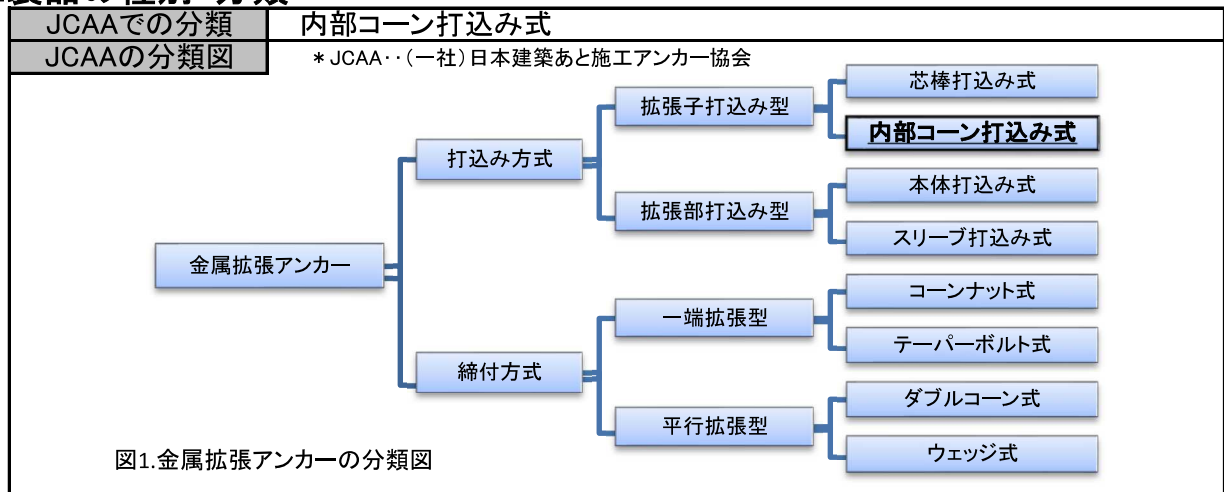 JCAAでの分類 内部コーン打込み式
JCAAの分類図 *JCAA‥(一社)日本建築あと施工アンカー協会
芯棒打込み式
拡張子打込み型
内部コーン打込み式
打込み方式
本体打込み式
拡張部打込み型
スリーブ打込み式
金属拡張アンカー
コーンナット式
一端拡張型
テーパーボルト式
締付方式
ダブルコーン式
平行拡張型
ウェッジ式
図1.金属拡張アンカーの分類図